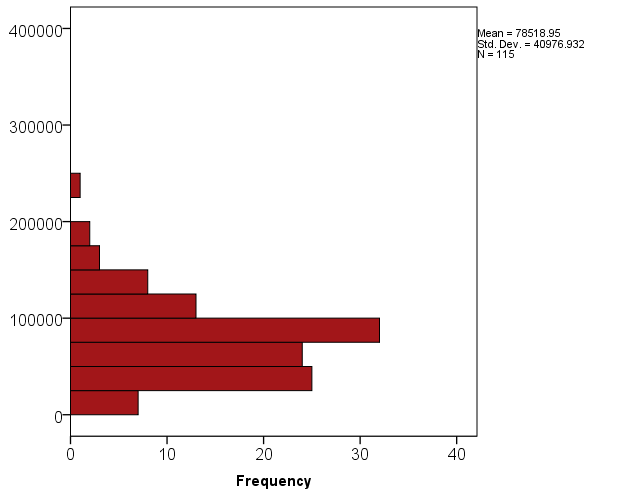 400000
Mean = 78518.95
Std. Dev. = 40976.932
N = 115
300000
200000
100000
0
0 10 20 30 40
Frequency